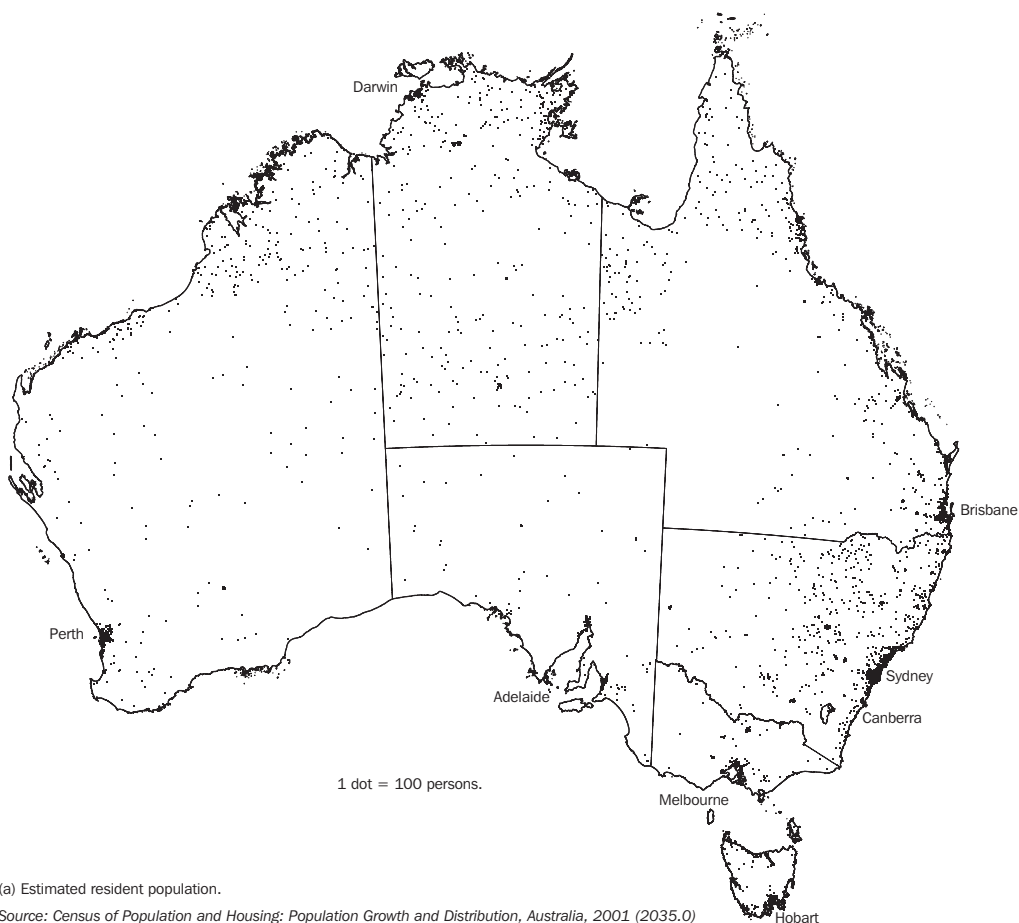 Darwin
Brisbane
Perth
Sydney
Adelaide
Canberra
1 dot = 100 persons.
Melbourne
(a) Estimated resident population.
Source: Census of Population and Housing: Population Growth and Distribution, Australia, 2001 (2035.0)
Hobart